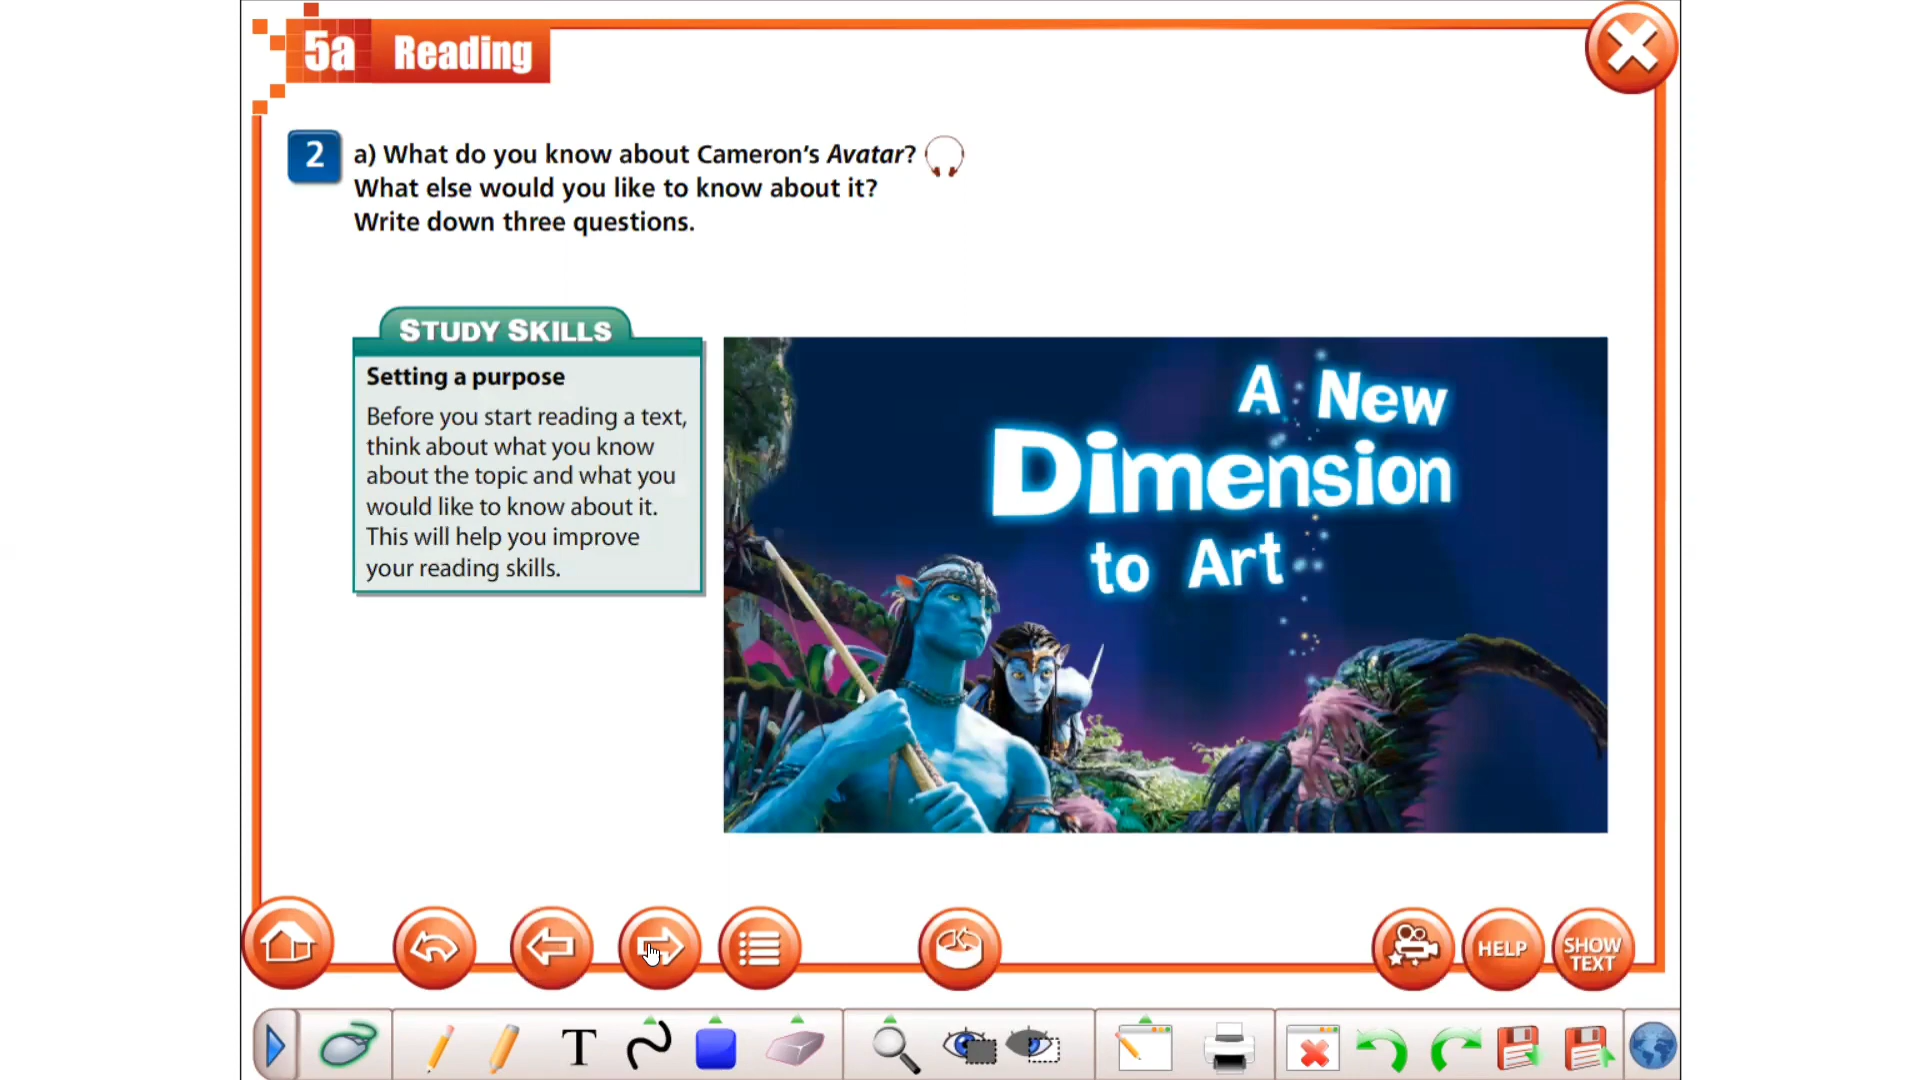 5a Reading
2 a) What do you know about Cameron's Avatar?
What else would you like to know about it?
Write down three questions.
STUDY SKILLS
Setting a purpose
Before you start reading a text,
think about what you know
about the topic and what you
would like to know about it.
This will help you improve
your reading skills.
A New
Dimension
to Art
HELP
SHOW
TEXT
T